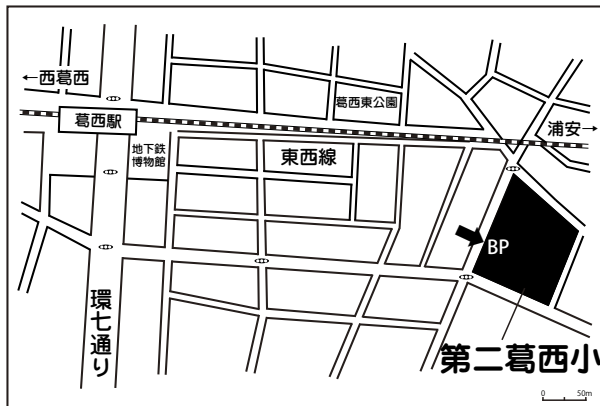 ←西葛西
葛西駅
葛西東公園
浦安→
地下鉄
博物館
東西線
BP
環七通り
第二葛西小
0 50m